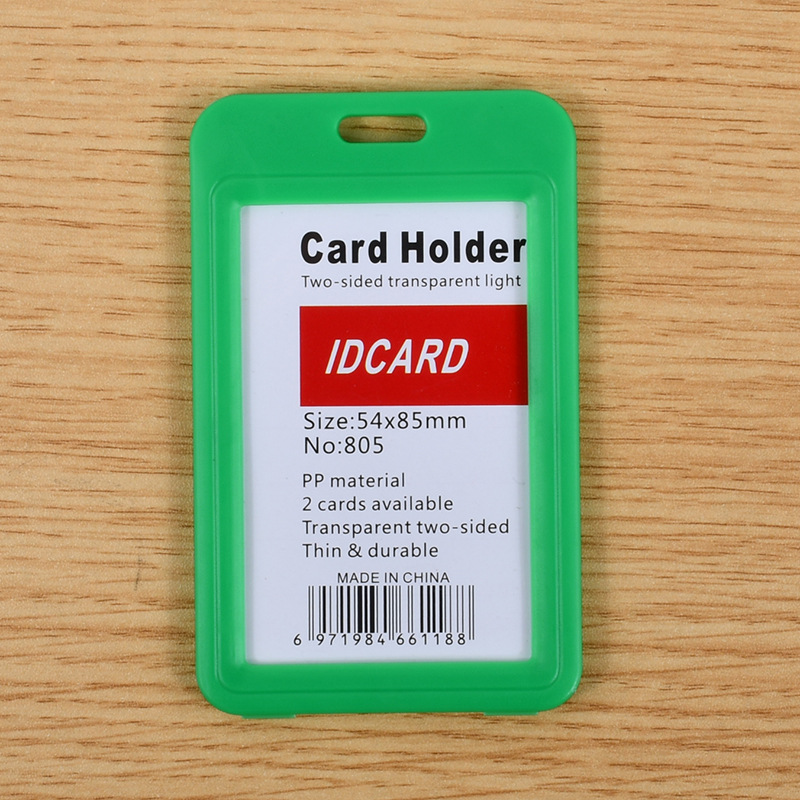 Card Holder
Two-sided transparent light
IDCARD
Size:54x85mm
No:805
PP material
2 cards available
Transparent two-sided
Thin & durable
MADE IN CHINA
6 971984 661188